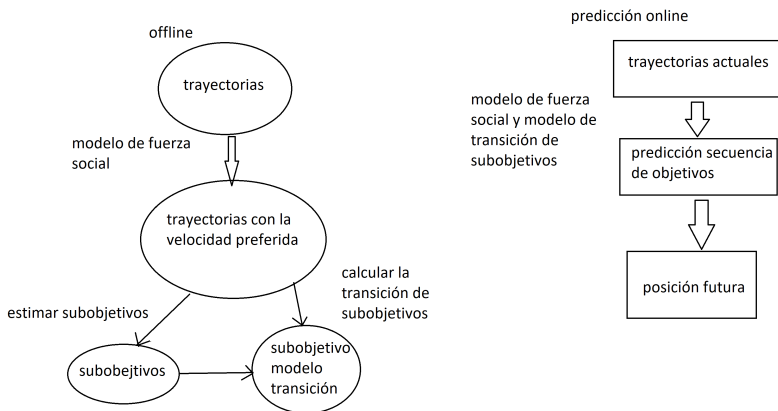 offline
trayectorias
modelo de fuerza
social
trayectorias con la
velocidad preferida
estimar subobjetivos
calcular la
transición de
subobjetivos
subobejtivos
subobjetivo
modelo
transición
predicción online
trayectorias actuales
modelo de fuerza
social y modelo de
transición de
subobjetivos
predicción secuencia
de objetivos
posición futura